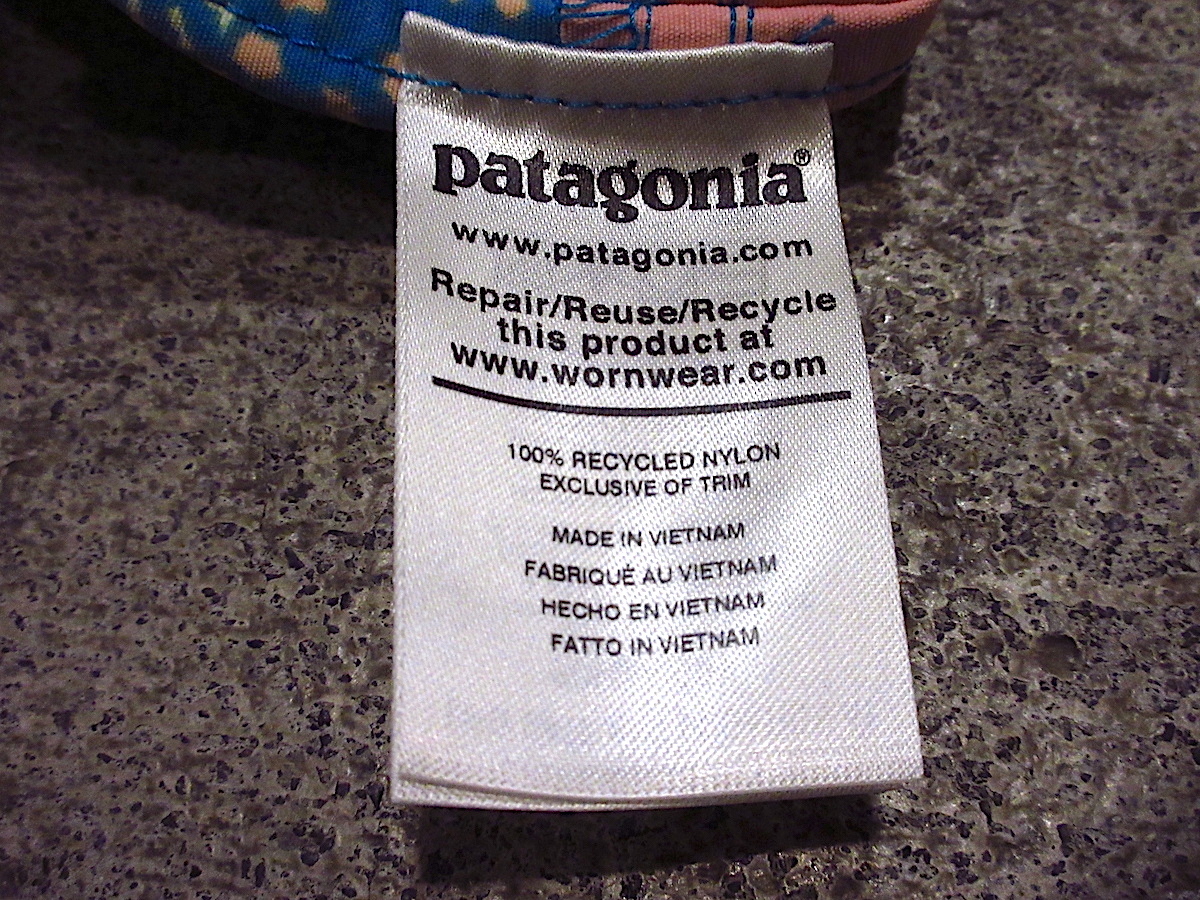 patagonia®
www.patagonia.com
Repair/Reuse/Recycle
this product at
www.wornwear.com
100% RECYCLED NYLON
EXCLUSIVE OF TRIM
MADE IN VIETNAM
FABRIQUÉ AU VIETNAM
HECHO EN VIETNAM
FATTO IN VIETNAM